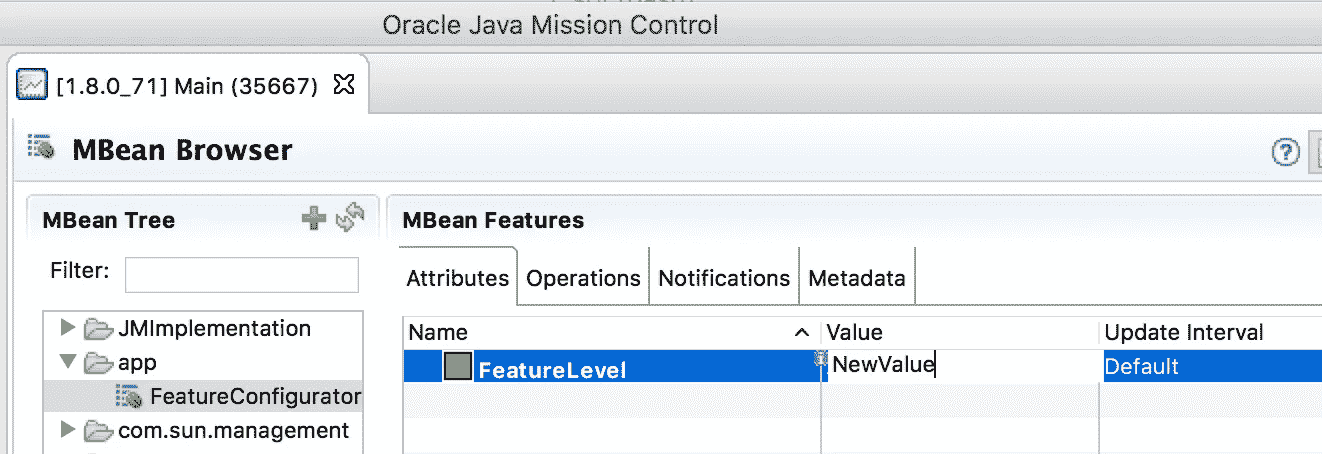 Oracle Java Mission Control
[1.8.0_71] Main (35667)
MBean Browser
MBean Tree
MBean Features
Filter:
Attributes Operations Notifications Metadata
Name Value Update Interval
FeatureLevel NewValue Default
JMImplementation
app
FeatureConfigurator
com.sun.management